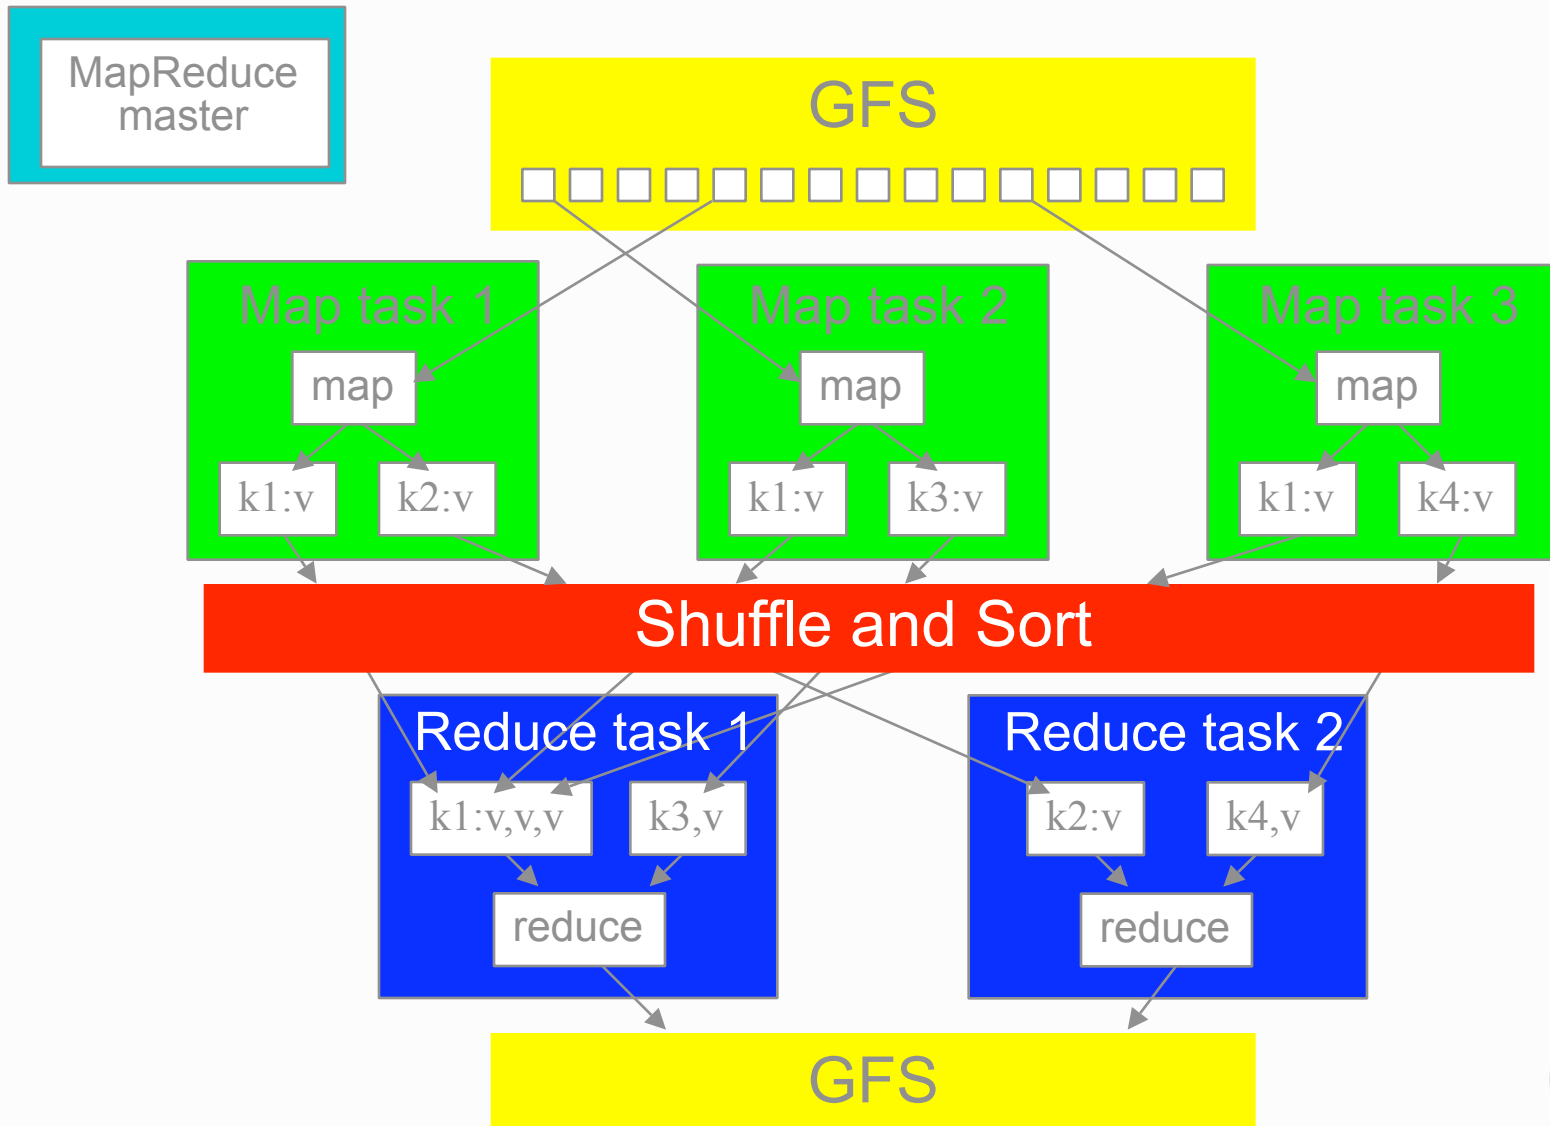 MapReduce
master
GFS
Map task 1
Map task 2
Map task 3
map
map
map
k1:v
k2:v
k1:v
k3:v
k1:v
k4:v
Shuffle and Sort
Reduce task 1
Reduce task 2
k1:v,v,v
k3,v
k2:v
k4,v
reduce
reduce
GFS